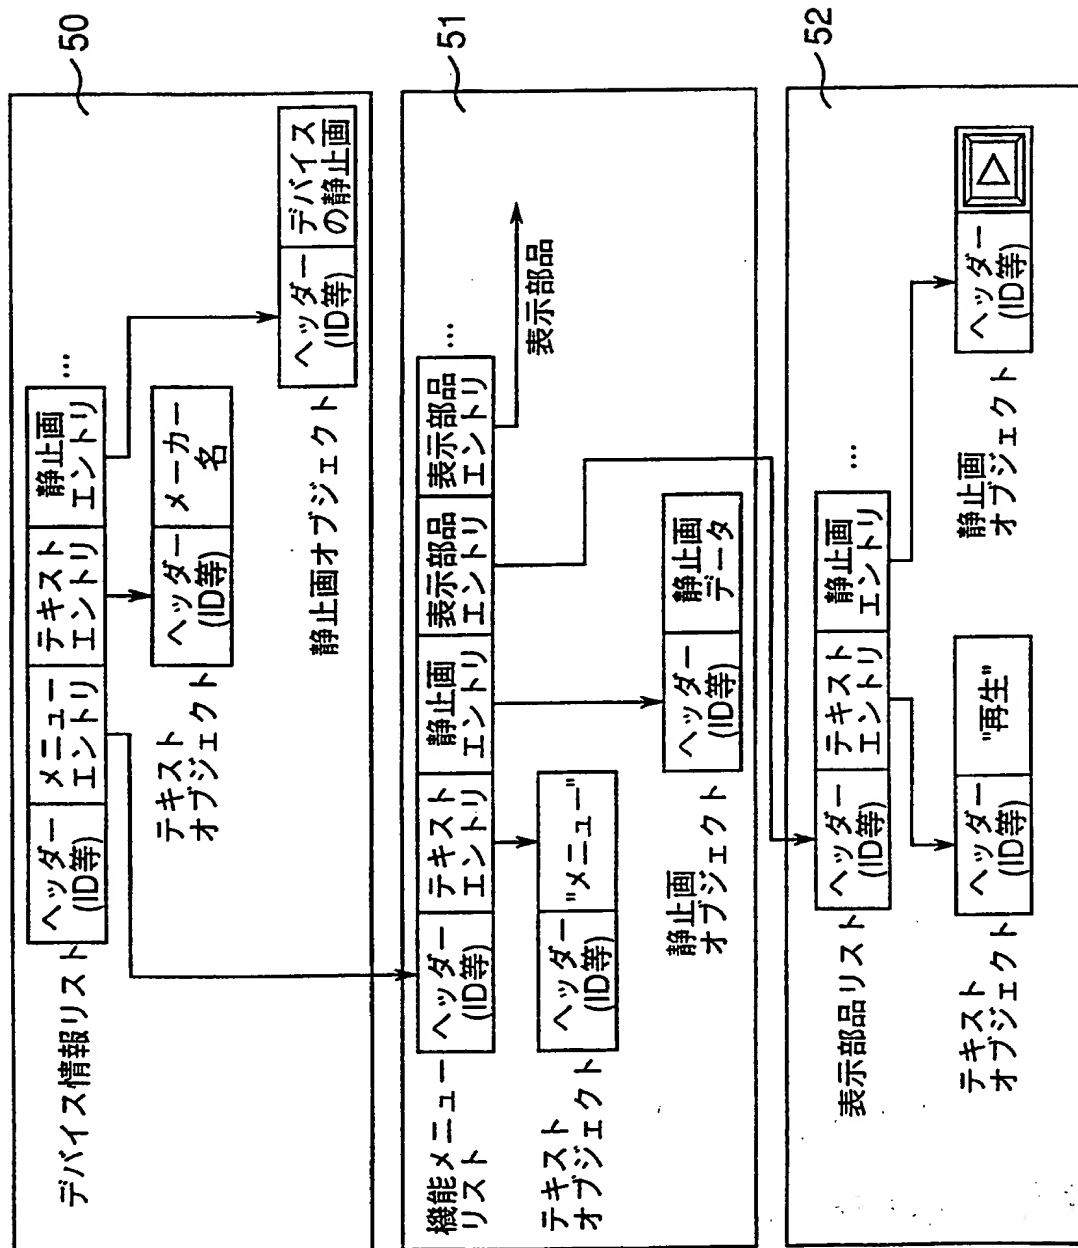 50
デバイス情報リスト
ヘッダー
(ID等)
メニュー
エントリ
テキスト
エントリ
静止画
エントリ
…
テキスト
オブジェクト
ヘッダー
(ID等)
メーカー
名
静止画オブジェクト
ヘッダー
(ID等)
デバイス
の静止画
51
機能メニュー
リスト
ヘッダー
(ID等)
テキスト
エントリ
静止画
エントリ
表示部品
エントリ
表示部品
エントリ
…
表示部品
テキスト
オブジェクト
ヘッダー
(ID等)
"メニュー"
静止画
オブジェクト
ヘッダー
(ID等)
静止画
データ
52
表示部品リスト
ヘッダー
(ID等)
テキスト
エントリ
静止画
エントリ
…
テキスト
オブジェクト
ヘッダー
(ID等)
"再生"
静止画
オブジェクト
ヘッダー
(ID等)